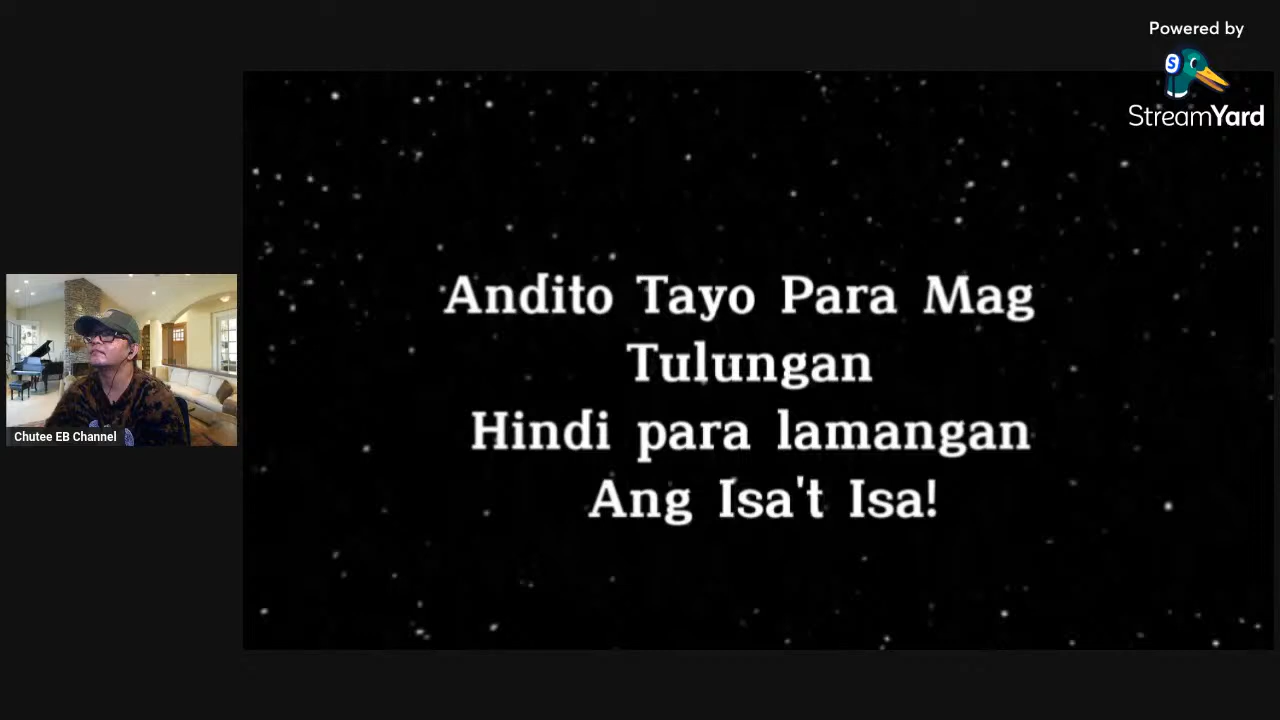 Powered by
S
StreamYard
Andito Tayo Para Mag
Tulungan
Hindi para lamangan
Ang Isa't Isa!
Chutee EB Channel